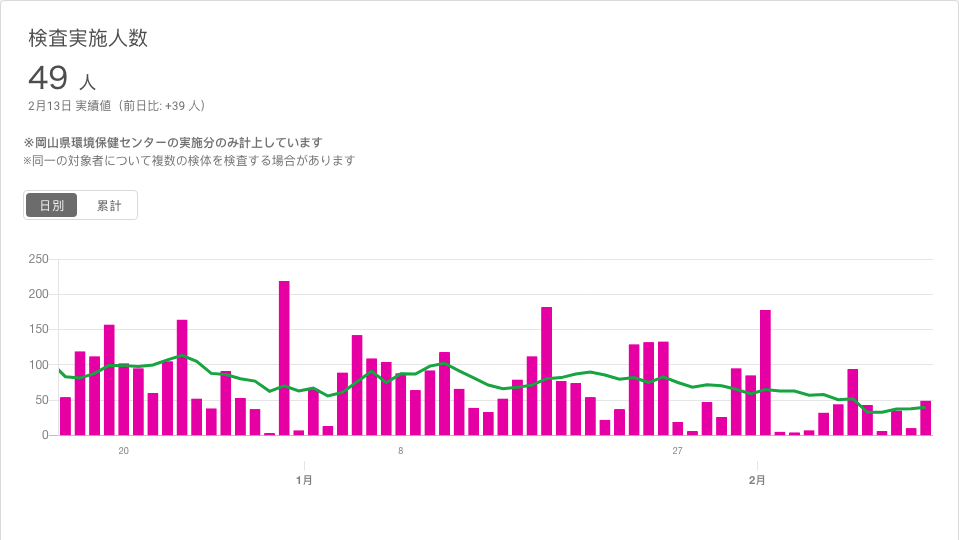 検査実施人数
49 人
2月13日 実績値（前日比: +39 人）
※岡山県環境保健センターの実施分のみ計上しています
※同一の対象者について複数の検体を検査する場合があります
日別 累計
250
200
150
100
50
0
20 8 27
1月 2月